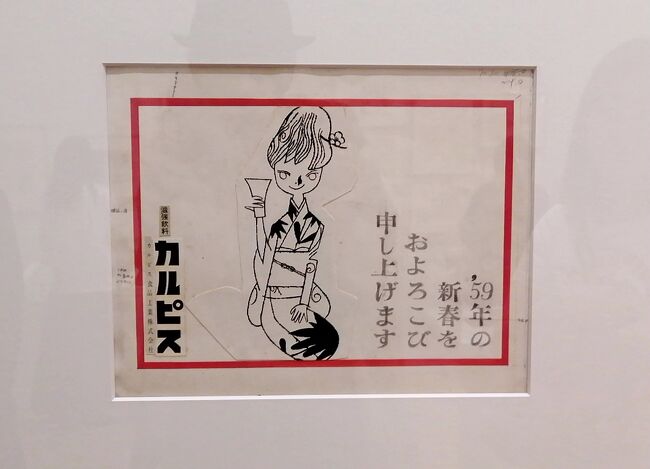 ’59年の
新春を
およろこび
申し上げます
滋強飲料
カルピス
カルピス食品工業株式会社